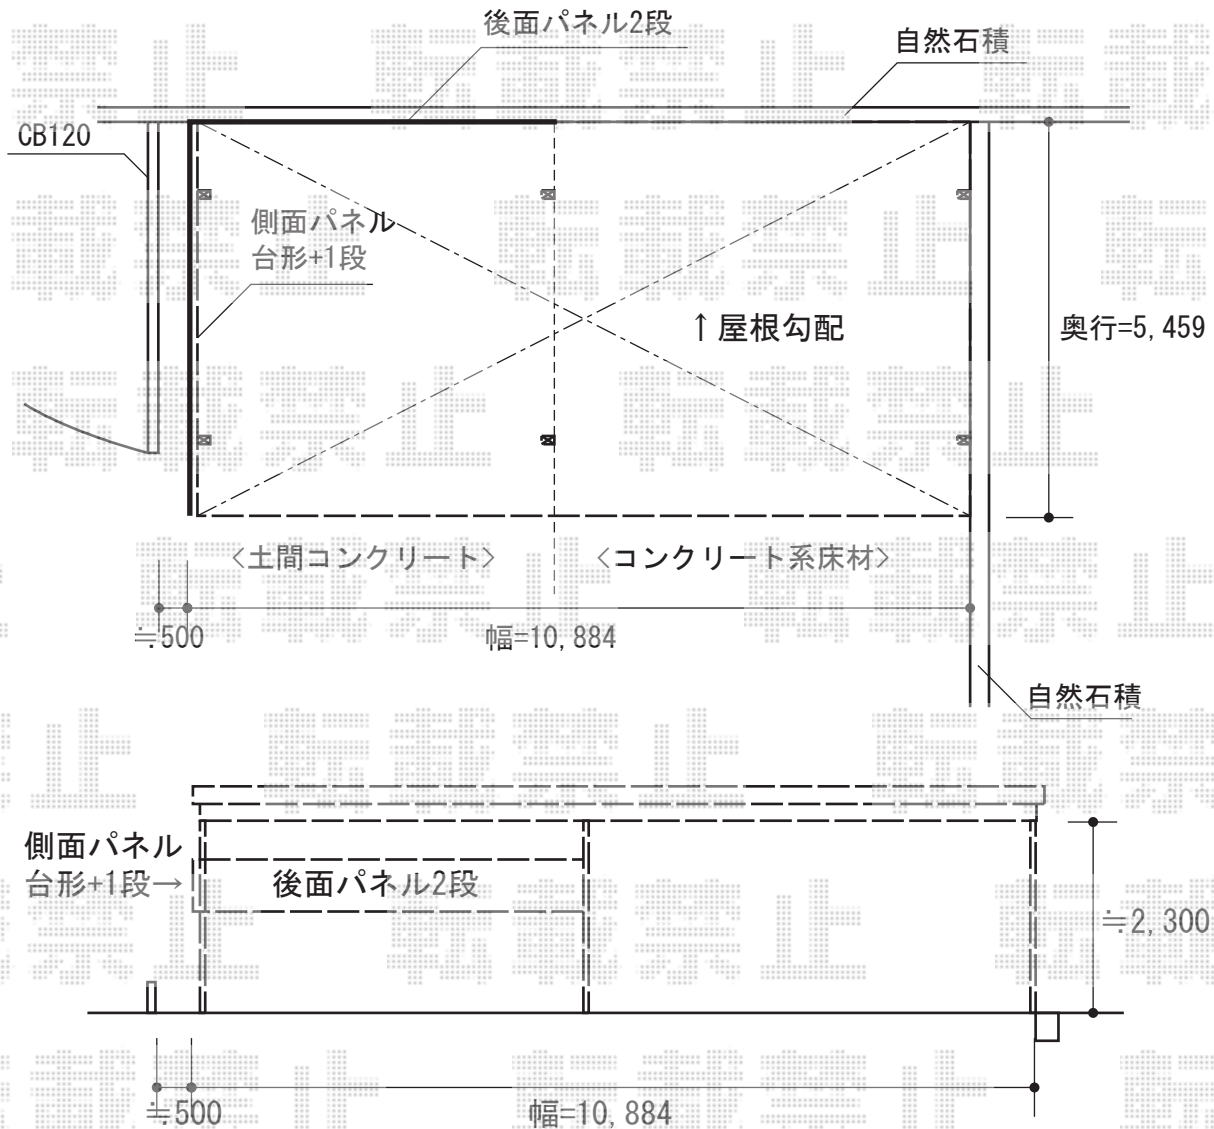 後面パネル2段
自然石積
CB120
側面パネル
台形+1段
↑屋根勾配
奥行=5,459
<土間コンクリート>
<コンクリート系床材>
≒500
幅=10,884
自然石積
側面パネル
台形+1段→
後面パネル2段
≒2,300
≒500
幅=10,884
転載禁止